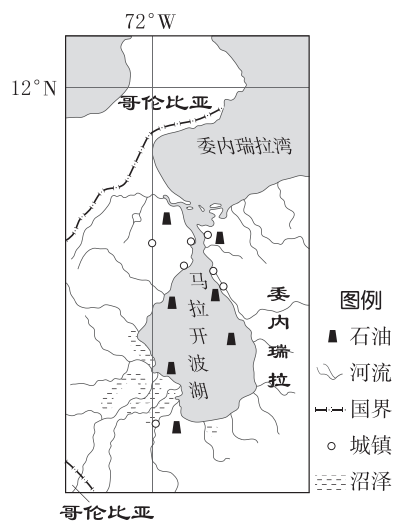 72°W
12°N
哥伦比亚
委内瑞拉湾
马拉开波湖
委内瑞拉
图例
石油
河流
国界
城镇
沼泽
哥伦比亚